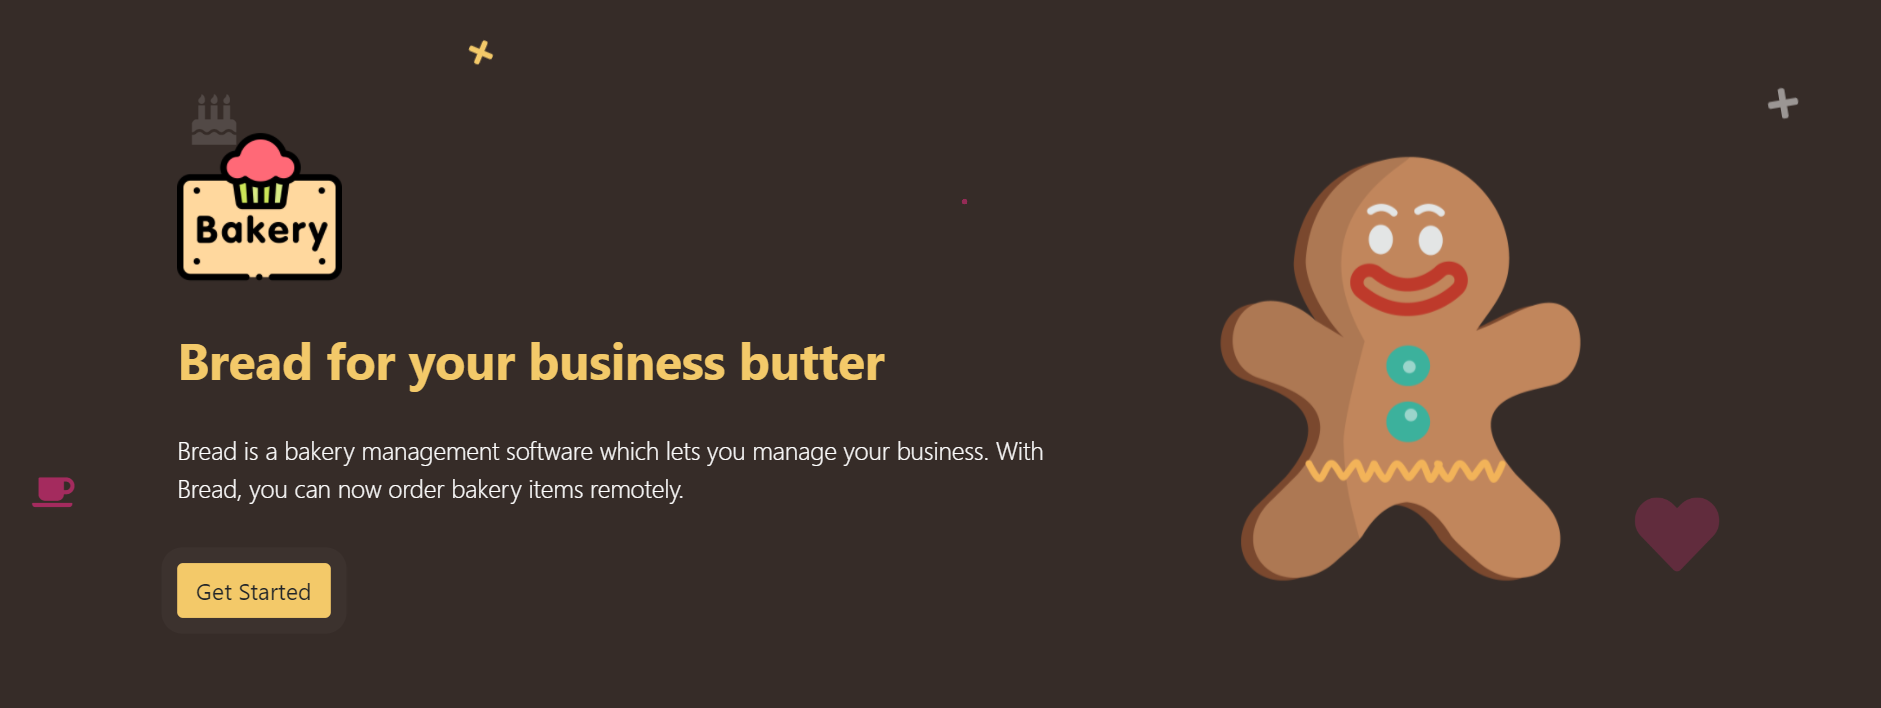 Bakery
Bread for your business butter
Bread is a bakery management software which lets you manage your business. With
Bread, you can now order bakery items remotely.
Get Started